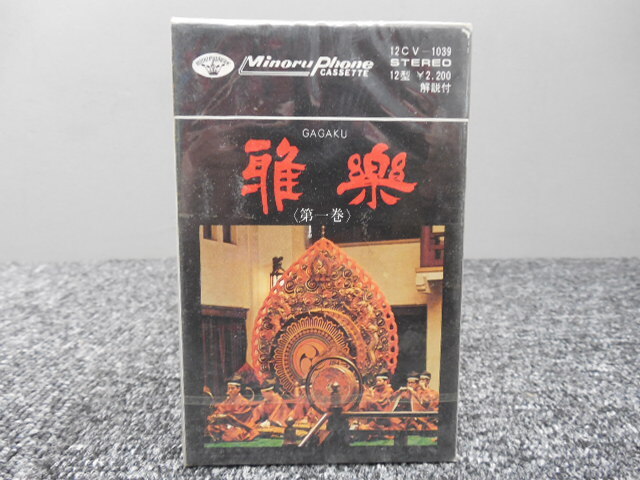 Minoru Phone
CASSETTE
12CV-1039
STEREO
12型 ¥2.200
解説付
GAGAKU
雅樂
〈第一巻〉